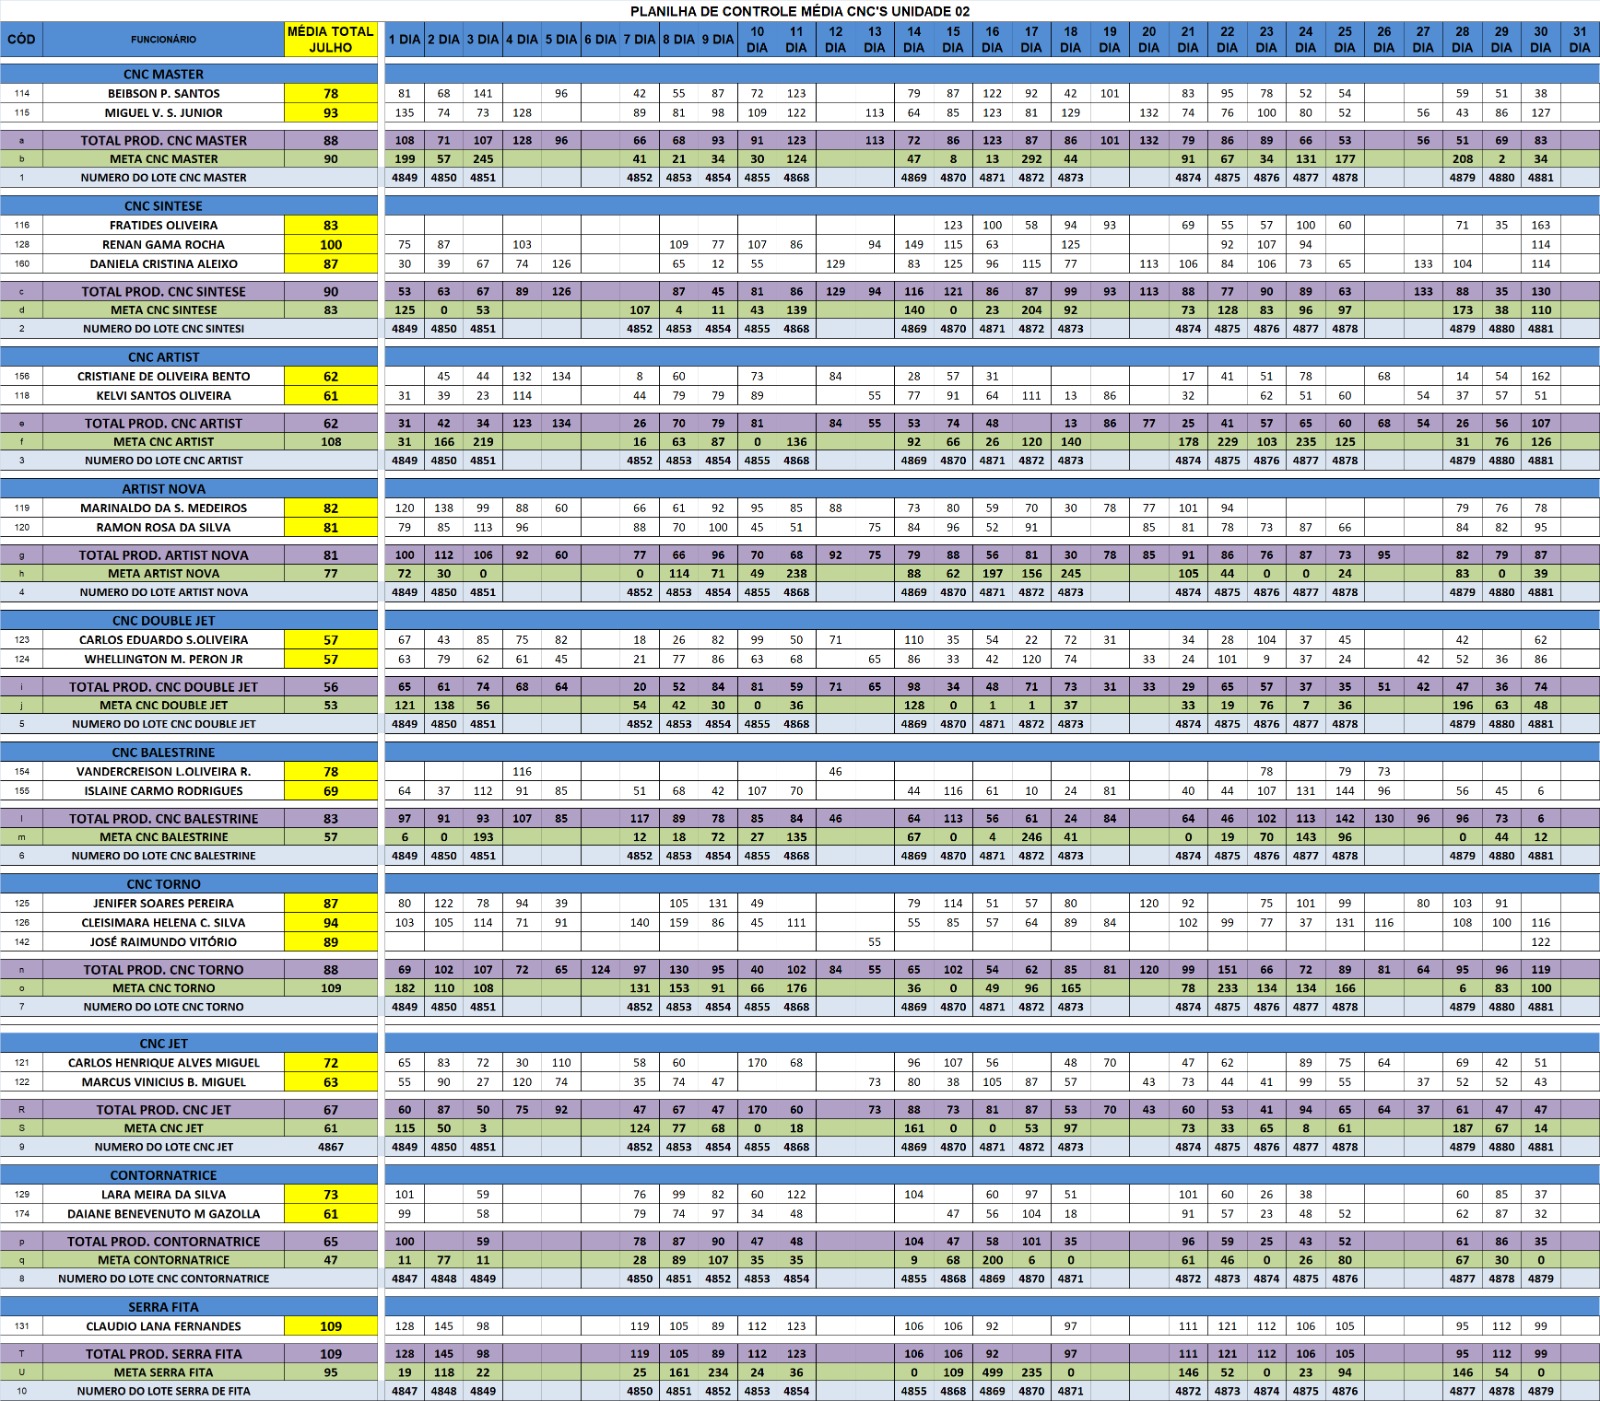 PLANILHA DE CONTROLE MÉDIA CNC'S UNIDADE 02
CÓD FUNCIONÁRIO MÉDIA TOTAL JULHO 1 DIA 2 DIA 3 DIA 4 DIA 5 DIA 6 DIA 7 DIA 8 DIA 9 DIA 10 DIA 11 DIA 12 DIA 13 DIA 14 DIA 15 DIA 16 DIA 17 DIA 18 DIA 19 DIA 20 DIA 21 DIA 22 DIA 23 DIA 24 DIA 25 DIA 26 DIA 27 DIA 28 DIA 29 DIA 30 DIA 31 DIA
CNC MASTER
114 BEIBSON P. SANTOS 78 81 68 141 96 42 55 87 72 123 79 87 122 92 42 101 83 95 78 52 54 59 51 38
115 MIGUEL V. S. JUNIOR 93 135 74 73 128 89 81 98 109 122 113 64 85 123 81 129 132 74 76 100 80 52 56 43 86 127
a TOTAL PROD. CNC MASTER 88 108 71 107 128 96 66 68 93 91 123 113 72 86 123 87 86 101 132 79 86 89 66 53 56 51 69 83
b META CNC MASTER 90 199 57 245 41 21 34 30 124 47 8 13 292 44 91 67 34 131 177 208 2 34
1 NUMERO DO LOTE CNC MASTER 4849 4850 4851 4852 4853 4854 4855 4868 4869 4870 4871 4872 4873 4874 4875 4876 4877 4878 4879 4880 4881
CNC SINTESE
116 FRATIDES OLIVEIRA 83 123 100 58 94 93 69 55 57 100 60 71 35 163
128 RENAN GAMA ROCHA 100 75 87 103 109 77 107 86 94 149 115 63 125 92 107 94 114
160 DANIELA CRISTINA ALEIXO 87 30 39 67 74 126 65 12 55 129 83 125 96 115 77 113 106 84 106 73 65 133 104 114
c TOTAL PROD. CNC SINTESE 90 53 63 67 89 126 87 45 81 86 129 94 116 121 86 87 99 93 113 88 77 90 89 63 133 88 35 130
d META CNC SINTESE 83 125 0 53 107 4 11 43 139 140 0 23 204 92 73 128 83 96 97 173 38 110
2 NUMERO DO LOTE CNC SINTESI 4849 4850 4851 4852 4853 4854 4855 4868 4869 4870 4871 4872 4873 4874 4875 4876 4877 4878 4879 4880 4881
CNC ARTIST
156 CRISTIANE DE OLIVEIRA BENTO 62 45 44 132 134 8 60 73 84 28 57 31 17 41 51 78 68 14 54 162
118 KELVI SANTOS OLIVEIRA 61 31 39 23 114 44 79 79 89 55 77 91 64 111 13 86 32 62 51 60 54 37 57 51
e TOTAL PROD. CNC ARTIST 62 31 42 34 123 134 26 70 79 81 84 55 53 74 48 13 86 77 25 41 57 65 60 68 54 26 56 107
f META CNC ARTIST 108 31 166 219 16 63 87 0 136 92 66 26 120 140 178 229 103 235 125 31 76 126
3 NUMERO DO LOTE CNC ARTIST 4849 4850 4851 4852 4853 4854 4855 4868 4869 4870 4871 4872 4873 4874 4875 4876 4877 4878 4879 4880 4881
ARTIST NOVA
119 MARINALDO DA S. MEDEIROS 82 120 138 99 88 60 66 61 92 95 85 88 73 80 59 70 30 78 77 101 94 79 76 78
120 RAMON ROSA DA SILVA 81 79 85 113 96 88 70 100 45 51 75 84 96 52 91 85 81 78 73 87 66 84 82 95
g TOTAL PROD. ARTIST NOVA 81 100 112 106 92 60 77 66 96 70 68 92 75 79 88 56 81 30 78 85 91 86 76 87 73 95 82 79 87
h META ARTIST NOVA 77 72 30 0 0 114 71 49 238 88 62 197 156 245 105 44 0 0 24 83 0 39
4 NUMERO DO LOTE ARTIST NOVA 4849 4850 4851 4852 4853 4854 4855 4868 4869 4870 4871 4872 4873 4874 4875 4876 4877 4878 4879 4880 4881
CNC DOUBLE JET
123 CARLOS EDUARDO S.OLIVEIRA 57 67 43 85 75 82 18 26 82 99 50 71 110 35 54 22 72 31 34 28 104 37 45 42 62
124 WHELLINGTON M. PERON JR 57 63 79 62 61 45 21 77 86 63 68 65 86 33 42 120 74 33 24 101 9 37 24 42 52 36 86
i TOTAL PROD. CNC DOUBLE JET 56 65 61 74 68 64 20 52 84 81 59 71 65 98 34 48 71 73 31 33 29 65 57 37 35 51 42 47 36 74
j META CNC DOUBLE JET 53 121 138 56 54 42 30 0 36 128 0 1 1 37 33 19 76 7 36 196 63 48
5 NUMERO DO LOTE CNC DOUBLE JET 4849 4850 4851 4852 4853 4854 4855 4868 4869 4870 4871 4872 4873 4874 4875 4876 4877 4878 4879 4880 4881
CNC BALESTRINE
154 VANDERCREISON L.OLIVEIRA R. 78 116 46 78 79 73
155 ISLAINE CARMO RODRIGUES 69 64 37 112 91 85 51 68 42 107 70 44 116 61 10 24 81 40 44 107 131 144 96 56 45 6
l TOTAL PROD. CNC BALESTRINE 83 97 91 93 107 85 117 89 78 85 84 46 64 113 56 61 24 84 64 46 102 113 142 130 96 96 73 6
m META CNC BALESTRINE 57 6 0 193 12 18 72 27 135 67 0 4 246 41 0 19 70 143 96 0 44 12
6 NUMERO DO LOTE CNC BALESTRINE 4849 4850 4851 4852 4853 4854 4855 4868 4869 4870 4871 4872 4873 4874 4875 4876 4877 4878 4879 4880 4881
CNC TORNO
125 JENIFER SOARES PEREIRA 87 80 122 78 94 39 105 131 49 79 114 51 57 80 120 92 75 101 99 80 103 91
126 CLEISIMARA HELENA C. SILVA 94 103 105 114 71 91 140 159 86 45 111 55 85 57 64 89 84 102 99 77 37 131 116 108 100 116
142 JOSÉ RAIMUNDO VITÓRIO 89 55 122
n TOTAL PROD. CNC TORNO 88 69 102 107 72 65 124 97 130 95 40 102 84 55 65 102 54 62 85 81 120 99 151 66 72 89 81 64 95 96 119
o META CNC TORNO 109 182 110 108 131 153 91 66 176 36 0 49 96 165 78 233 134 134 166 6 83 100
7 NUMERO DO LOTE CNC TORNO 4849 4850 4851 4852 4853 4854 4855 4868 4869 4870 4871 4872 4873 4874 4875 4876 4877 4878 4879 4880 4881
CNC JET
121 CARLOS HENRIQUE ALVES MIGUEL 72 65 83 72 30 110 58 60 170 68 96 107 56 48 70 47 62 89 75 64 69 42 51
122 MARCUS VINICIUS B. MIGUEL 63 55 90 27 120 74 35 74 47 73 80 38 105 87 57 43 73 44 41 99 55 37 52 52 43
R TOTAL PROD. CNC JET 67 60 87 50 75 92 47 67 47 170 60 73 88 73 81 87 53 70 43 60 53 41 94 65 64 37 61 47 47
S META CNC JET 61 115 50 3 124 77 68 0 18 161 0 0 53 97 73 33 65 8 61 187 67 14
9 NUMERO DO LOTE CNC JET 4867 4849 4850 4851 4852 4853 4854 4855 4868 4869 4870 4871 4872 4873 4874 4875 4876 4877 4878 4879 4880 4881
CONTORNATRICE
129 LARA MEIRA DA SILVA 73 101 59 76 99 82 60 122 104 60 97 51 101 60 26 38 60 85 37
174 DAIANE BENEVENUTO M GAZOLLA 61 99 58 79 74 97 34 48 47 56 104 18 91 57 23 48 52 62 87 32
p TOTAL PROD. CONTORNATRICE 65 100 59 78 87 90 47 48 104 47 58 101 35 96 59 25 43 52 61 86 35
q META CONTORNATRICE 47 11 77 11 28 89 107 35 35 9 68 200 6 0 61 46 0 26 80 67 30 0
8 NUMERO DO LOTE CNC CONTORNATRICE 4847 4848 4849 4850 4851 4852 4853 4854 4855 4868 4869 4870 4871 4872 4873 4874 4875 4876 4877 4878 4879
SERRA FITA
131 CLAUDIO LANA FERNANDES 109 128 145 98 119 105 89 112 123 106 106 92 97 111 121 112 106 105 95 112 99
T TOTAL PROD. SERRA FITA 109 128 145 98 119 105 89 112 123 106 106 92 97 111 121 112 106 105 95 112 99
U META SERRA FITA 95 19 118 22 25 161 234 24 36 0 109 499 235 0 146 52 0 23 94 146 54 0
10 NUMERO DO LOTE SERRA DE FITA 4847 4848 4849 4850 4851 4852 4853 4854 4855 4868 4869 4870 4871 4872 4873 4874 4875 4876 4877 4878 4879